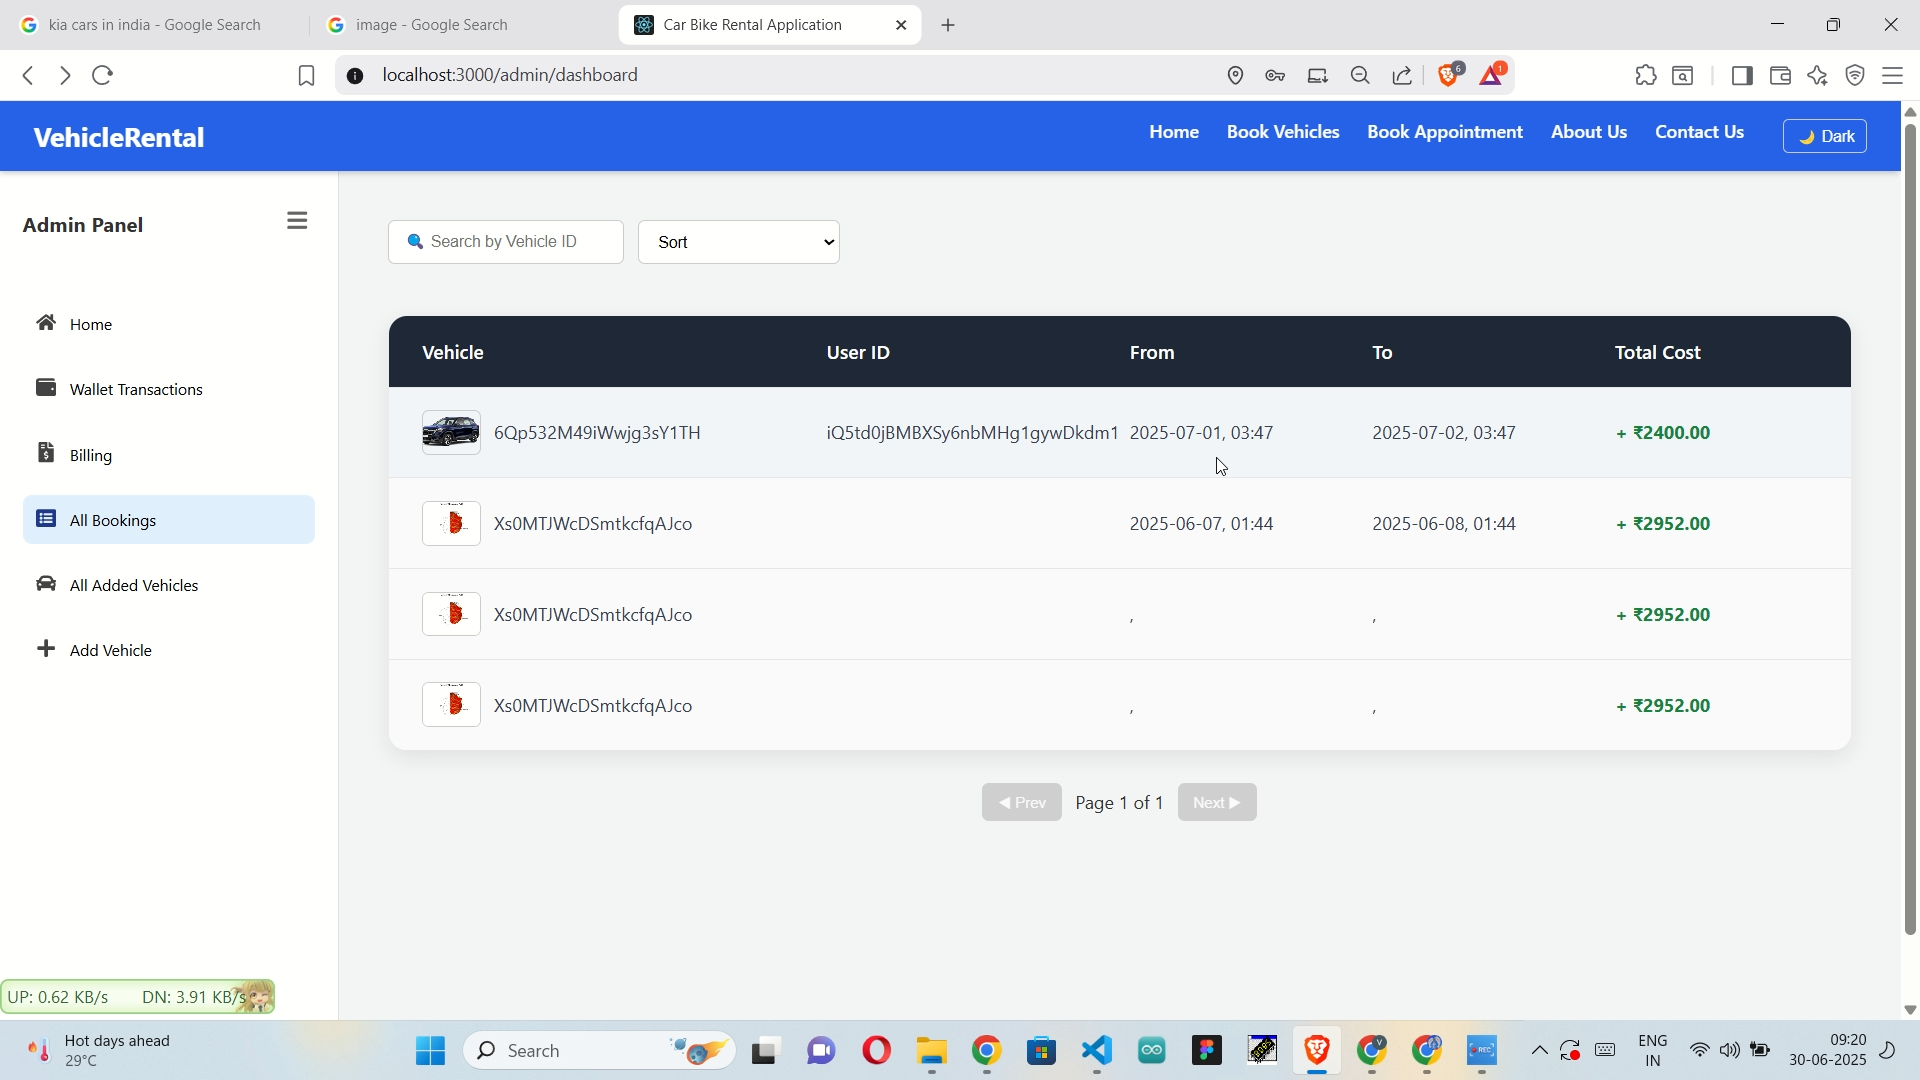 kia cars in india - Google Search
image - Google Search
Car Bike Rental Application
localhost:3000/admin/dashboard
6
1
VehicleRental
Home
Book Vehicles
Book Appointment
About Us
Contact Us
🌙 Dark
Admin Panel
Home
Wallet Transactions
Billing
All Bookings
All Added Vehicles
Add Vehicle
🔍 Search by Vehicle ID
Sort
Vehicle User ID From To Total Cost
6Qp532M49iWwjg3sY1TH iQ5td0jBMBXSy6nbMHg1gywDkdm1 2025-07-01, 03:47 2025-07-02, 03:47 + ₹2400.00
Xs0MTJWcDSmtkcfqAJco 2025-06-07, 01:44 2025-06-08, 01:44 + ₹2952.00
Xs0MTJWcDSmtkcfqAJco , , + ₹2952.00
Xs0MTJWcDSmtkcfqAJco , , + ₹2952.00
◀ Prev Page 1 of 1 Next ▶
UP: 0.62 KB/s DN: 3.91 KB/s
Hot days ahead
29°C
Search
V
REC
ENG
IN
09:20
30-06-2025